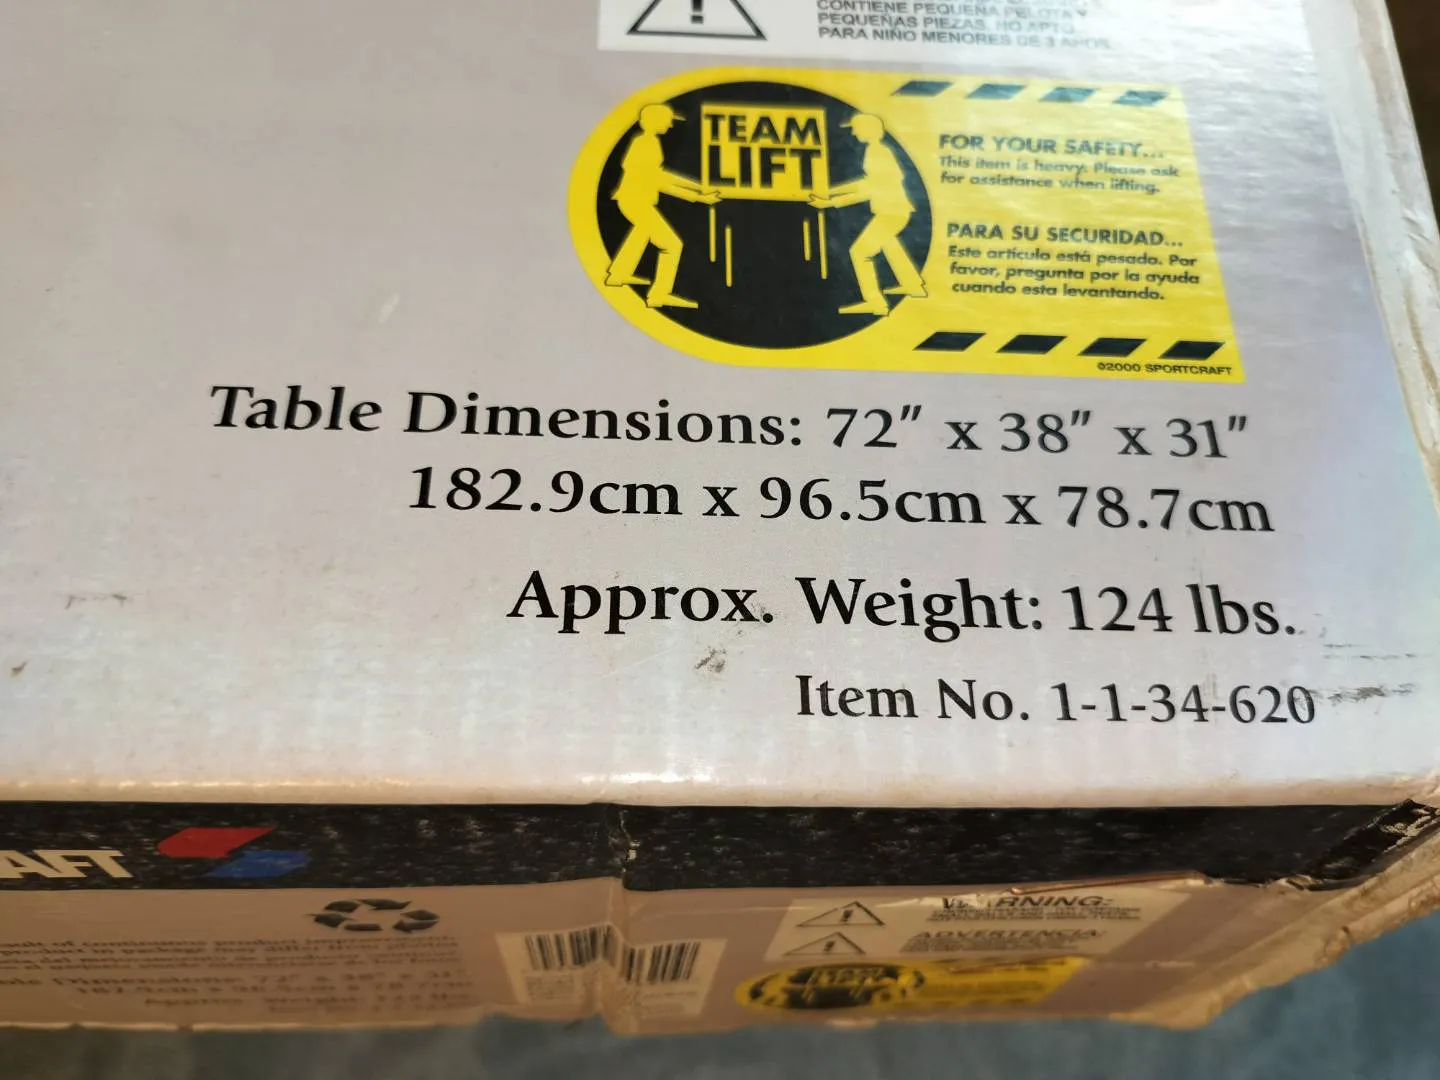 CONTIENE PEQUEÑA PELOTA Y
PEQUEÑAS PIEZAS. NO APTO
PARA NIÑO MENORES DE 3 AÑOS.
TEAM
LIFT
FOR YOUR SAFETY...
This item is heavy. Please ask
for assistance when lifting.
PARA SU SECURIDAD...
Este artículo está pesado. Por
favor, pregunta por la ayuda
cuando esta levantando.
©2000 SPORTCRAFT
Table Dimensions: 72" x 38" x 31"
182.9cm x 96.5cm x 78.7cm
Approx. Weight: 124 lbs.
Item No. 1-1-34-620
AFT
WARNING:
ADVERTENCIA: